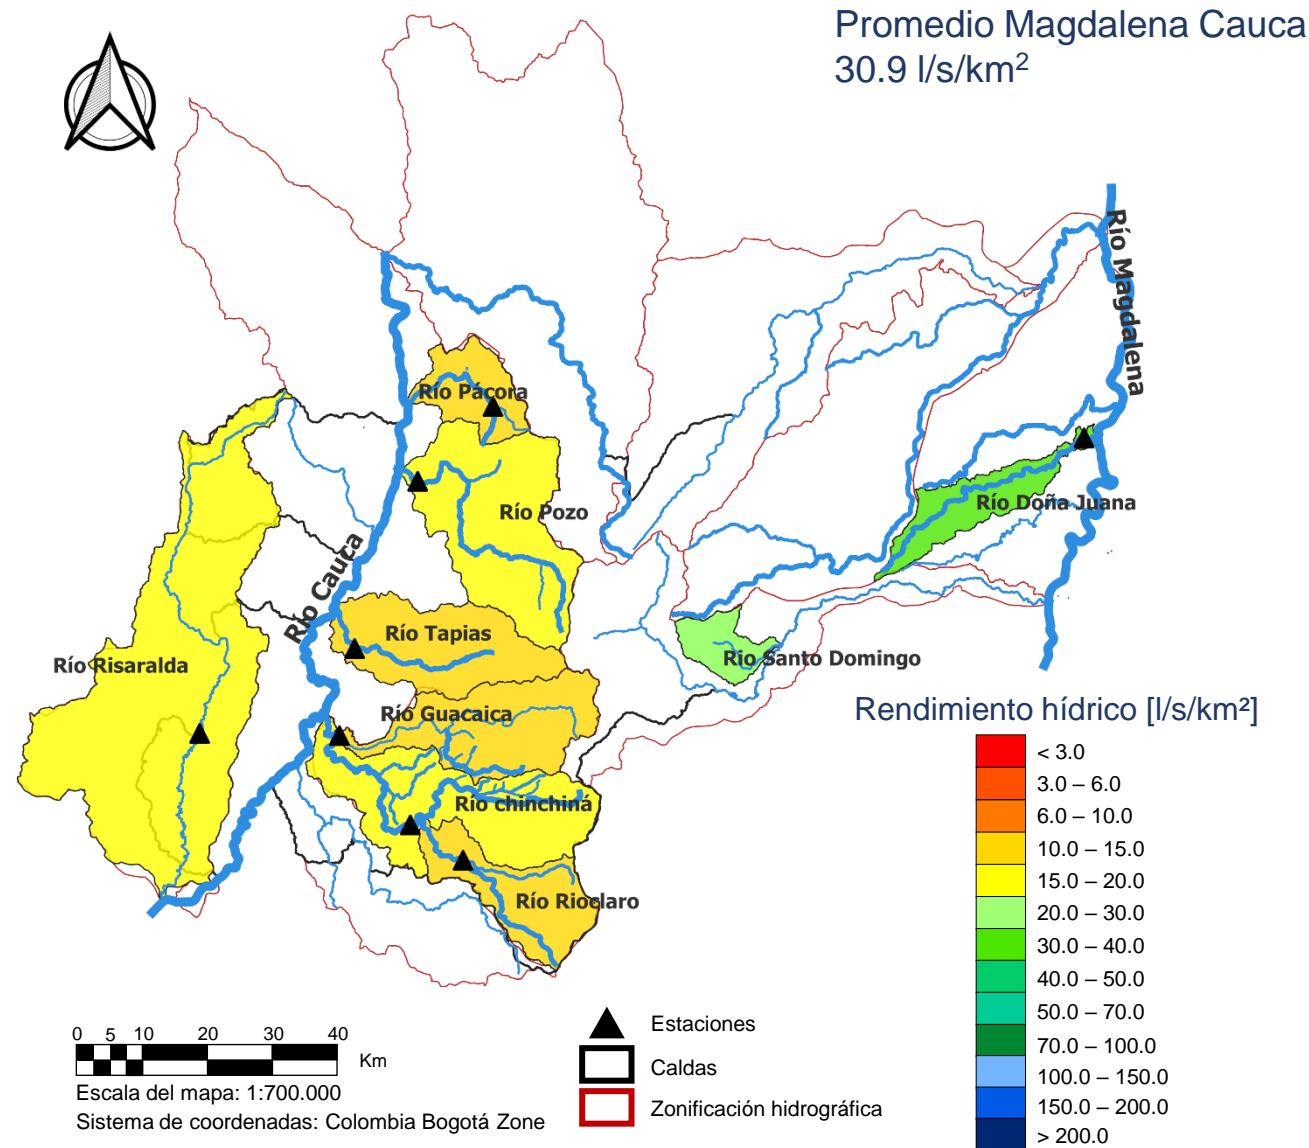 Promedio Magdalena Cauca
30.9 l/s/km²
Río Magdalena
Río Pácora
Río Pozo
Río Doña Juana
Río Cauca
Río Tapias
Río Risaralda
Rio Santo Domingo
Río Guacaica
Río chinchiná
Río Rioclaro
Rendimiento hídrico [l/s/km²]
< 3.0
3.0 – 6.0
6.0 – 10.0
10.0 – 15.0
15.0 – 20.0
20.0 – 30.0
30.0 – 40.0
40.0 – 50.0
50.0 – 70.0
70.0 – 100.0
100.0 – 150.0
150.0 – 200.0
> 200.0
0 5 10 20 30 40
Km
Escala del mapa: 1:700.000
Sistema de coordenadas: Colombia Bogotá Zone
Estaciones
Caldas
Zonificación hidrográfica